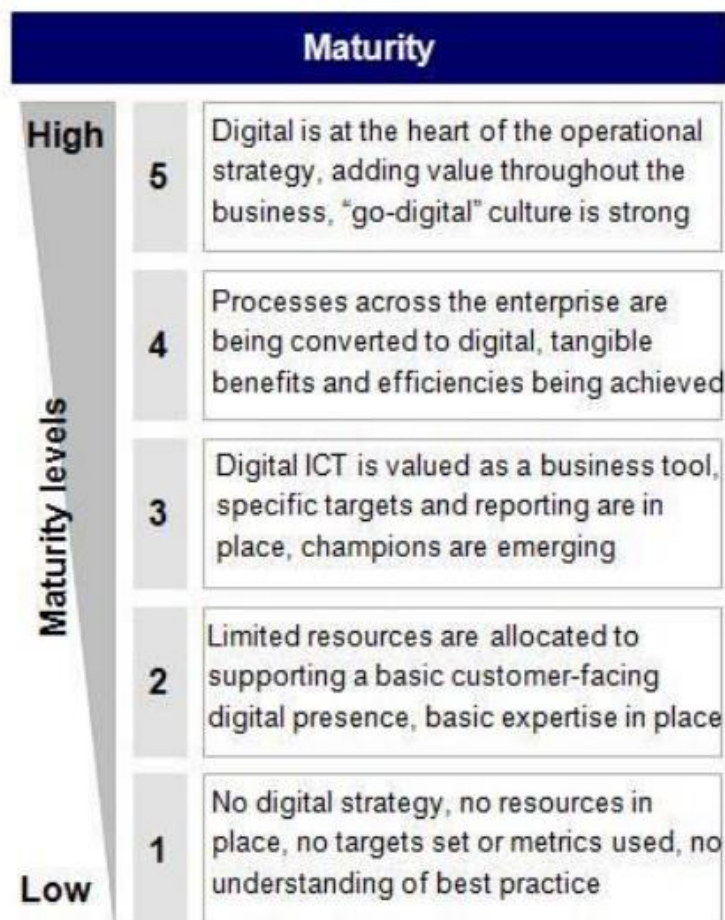 Maturity
High
5
Digital is at the heart of the operational
strategy, adding value throughout the
business, “go-digital” culture is strong
4
Processes across the enterprise are
being converted to digital, tangible
benefits and efficiencies being achieved
Maturity levels
3
Digital ICT is valued as a business tool,
specific targets and reporting are in
place, champions are emerging
2
Limited resources are allocated to
supporting a basic customer-facing
digital presence, basic expertise in place
1
No digital strategy, no resources in
place, no targets set or metrics used, no
understanding of best practice
Low